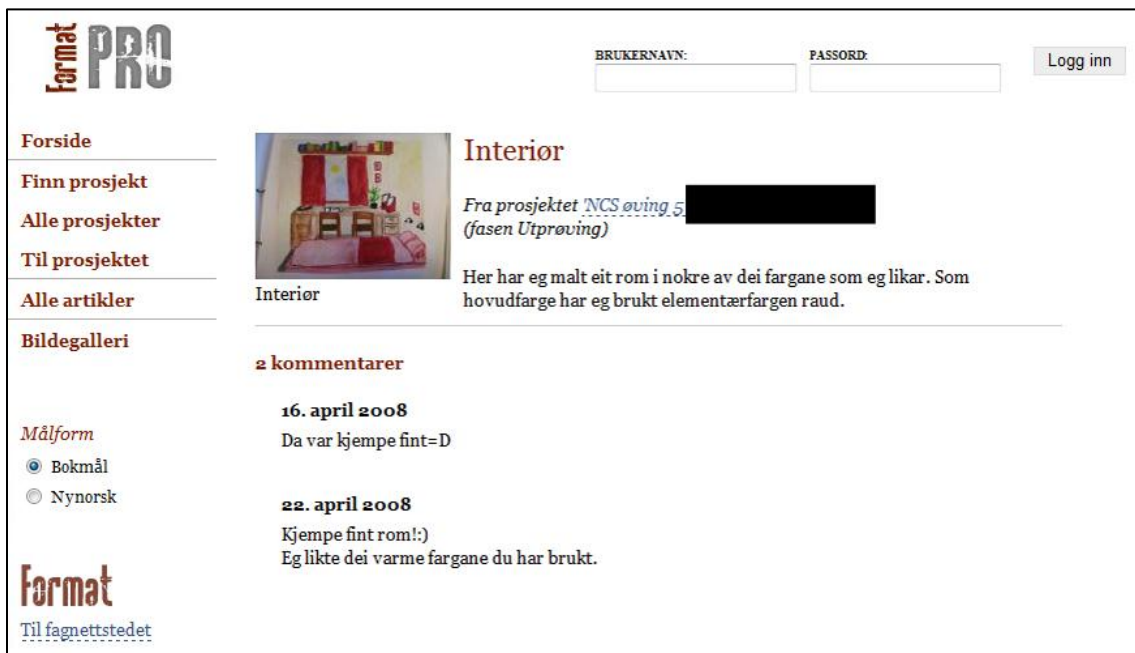 Format PRO
BRUKERNAVN:
PASSORD:
Logg inn
Forside
Finn prosjekt
Alle prosjekter
Til prosjektet
Alle artikler
Bildegalleri
Målform
Bokmål
Nynorsk
Format
Til fagnettstedet
Interiør
Interiør
Fra prosjektet 'NCS øving 5
(fasen Utprøving)
Her har eg malt eit rom i nokre av dei fargane som eg likar. Som
hovudfarge har eg brukt elementærfargen raud.
2 kommentarer
16. april 2008
Da var kjempe fint=D
22. april 2008
Kjempe fint rom!:)
Eg likte dei varme fargane du har brukt.